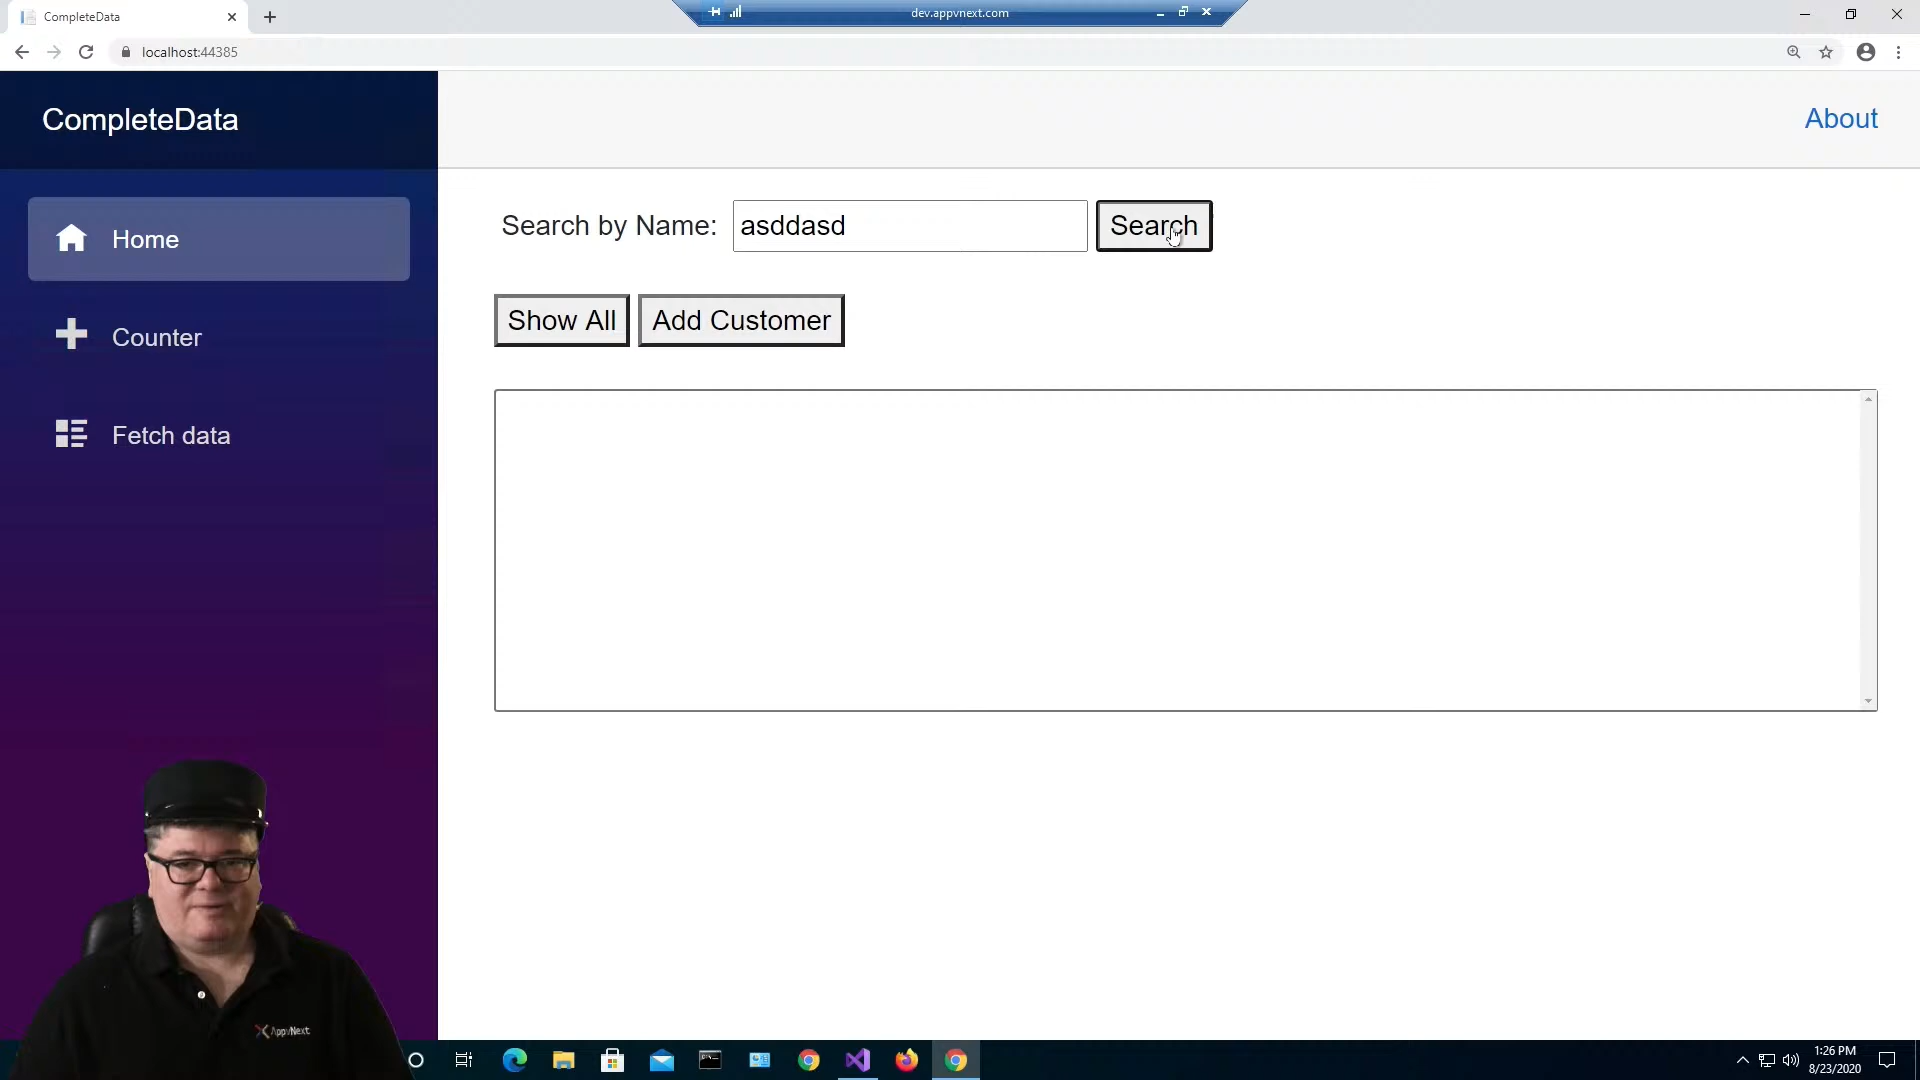 CompleteData
dev.appvnext.com
localhost:44385
CompleteData
About
Home
Counter
Fetch data
Search by Name:
asddasd
Search
Show All
Add Customer
AppvNext
1:26 PM
8/23/2020